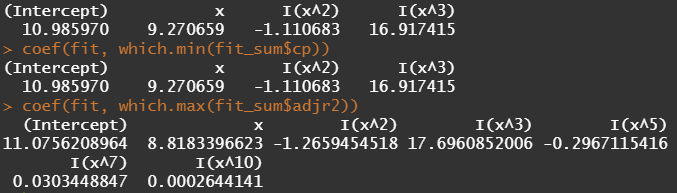 (Intercept) x I(x^2) I(x^3)
10.985970 9.270659 -1.110683 16.917415
> coef(fit, which.min(fit_sum$cp))
(Intercept) x I(x^2) I(x^3)
10.985970 9.270659 -1.110683 16.917415
> coef(fit, which.max(fit_sum$adjr2))
(Intercept) x I(x^2) I(x^3) I(x^5)
11.0756208964 8.8183396623 -1.2659454518 17.6960852006 -0.2967115416
I(x^7) I(x^10)
0.0303448847 0.0002644141